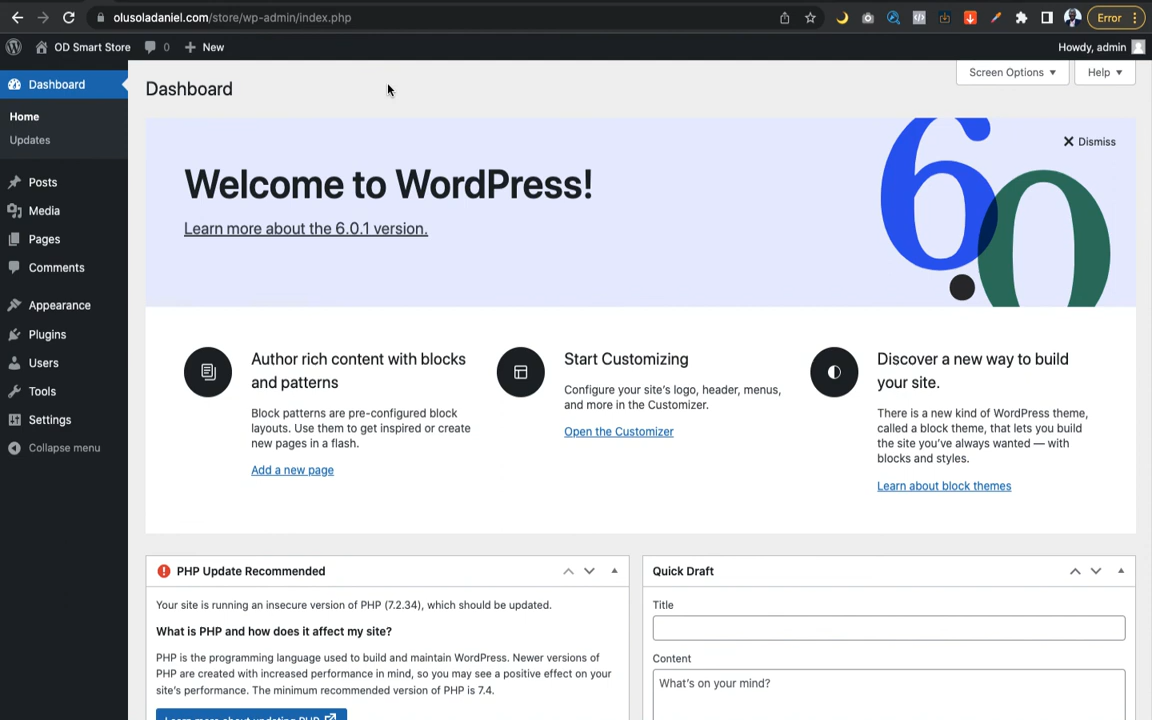 olusoladaniel.com/store/wp-admin/index.php
Error
OD Smart Store
0
New
Howdy, admin
Dashboard
Home
Updates
Posts
Media
Pages
Comments
Appearance
Plugins
Users
Tools
Settings
Collapse menu
Dashboard
Screen Options
Help
Welcome to WordPress!
Learn more about the 6.0.1 version.
Dismiss
6.0
Author rich content with blocks
and patterns
Block patterns are pre-configured block
layouts. Use them to get inspired or create
new pages in a flash.
Add a new page
Start Customizing
Configure your site's logo, header, menus,
and more in the Customizer.
Open the Customizer
Discover a new way to build
your site.
There is a new kind of WordPress theme,
called a block theme, that lets you build
the site you've always wanted — with
blocks and styles.
Learn about block themes
PHP Update Recommended
Your site is running an insecure version of PHP (7.2.34), which should be updated.
What is PHP and how does it affect my site?
PHP is the programming language used to build and maintain WordPress. Newer versions of
PHP are created with increased performance in mind, so you may see a positive effect on your
site's performance. The minimum recommended version of PHP is 7.4.
Learn more about updating PHP
Quick Draft
Title
Content
What's on your mind?